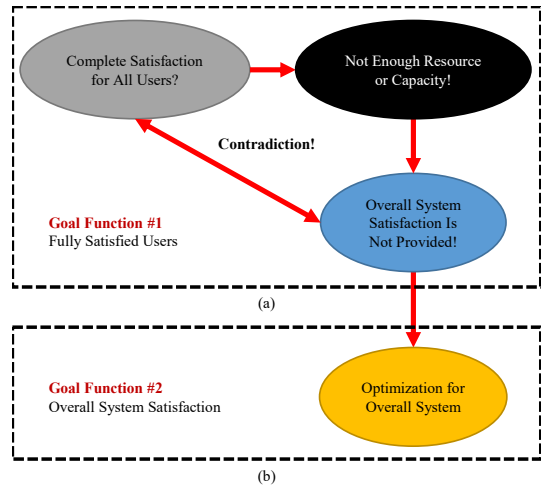 Complete Satisfaction
for All Users?
Not Enough Resource
or Capacity!
Contradiction!
Overall System
Satisfaction Is
Not Provided!
Goal Function #1
Fully Satisfied Users
(a)
Goal Function #2
Overall System Satisfaction
Optimization for
Overall System
(b)